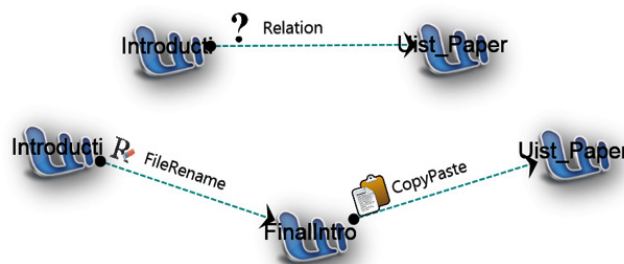 ? Relation
Introducti Uist_Paper
Introducti R FileRename Uist_Paper
CopyPaste
FinalIntro